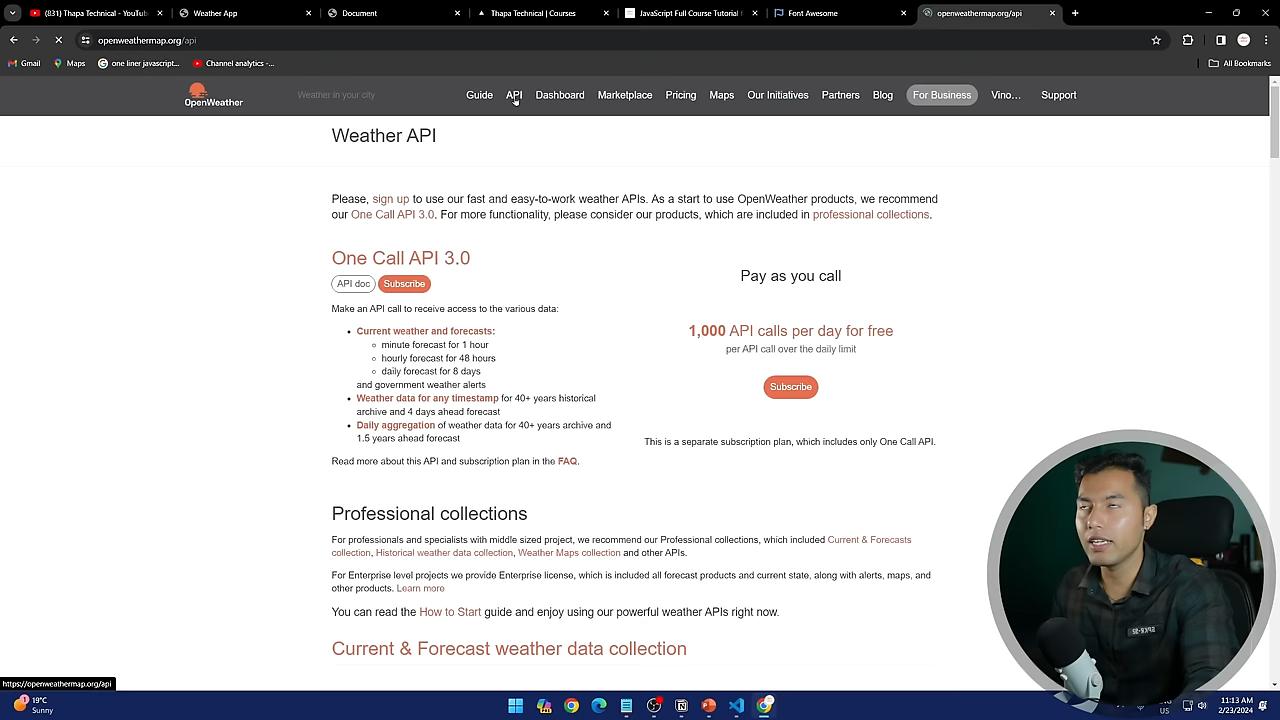 (831) Thapa Technical - YouTub
Weather App
Document
Thapa Technical | Courses
JavaScript Full Course Tutorial
Font Awesome
openweathermap.org/api
openweathermap.org/api
Gmail
Maps
one liner javascript...
Channel analytics -...
All Bookmarks
OpenWeather
Weather in your city
Guide
API
Dashboard
Marketplace
Pricing
Maps
Our Initiatives
Partners
Blog
For Business
Vino...
Support
Weather API
Please, sign up to use our fast and easy-to-work weather APIs. As a start to use OpenWeather products, we recommend
our One Call API 3.0. For more functionality, please consider our products, which are included in professional collections.
One Call API 3.0
API doc
Subscribe
Make an API call to receive access to the various data:
Current weather and forecasts:
minute forecast for 1 hour
hourly forecast for 48 hours
daily forecast for 8 days
and government weather alerts
Weather data for any timestamp for 40+ years historical
archive and 4 days ahead forecast
Daily aggregation of weather data for 40+ years archive and
1.5 years ahead forecast
Read more about this API and subscription plan in the FAQ.
Pay as you call
1,000 API calls per day for free
per API call over the daily limit
Subscribe
This is a separate subscription plan, which includes only One Call API.
Professional collections
For professionals and specialists with middle sized project, we recommend our Professional collections, which included Current & Forecasts
collection, Historical weather data collection, Weather Maps collection and other APIs.
For Enterprise level projects we provide Enterprise license, which is included all forecast products and current state, along with alerts, maps, and
other products. Learn more
You can read the How to Start guide and enjoy using our powerful weather APIs right now.
Current & Forecast weather data collection
https://openweathermap.org/api
19°C
Sunny
US
11:13 AM
2/23/2024